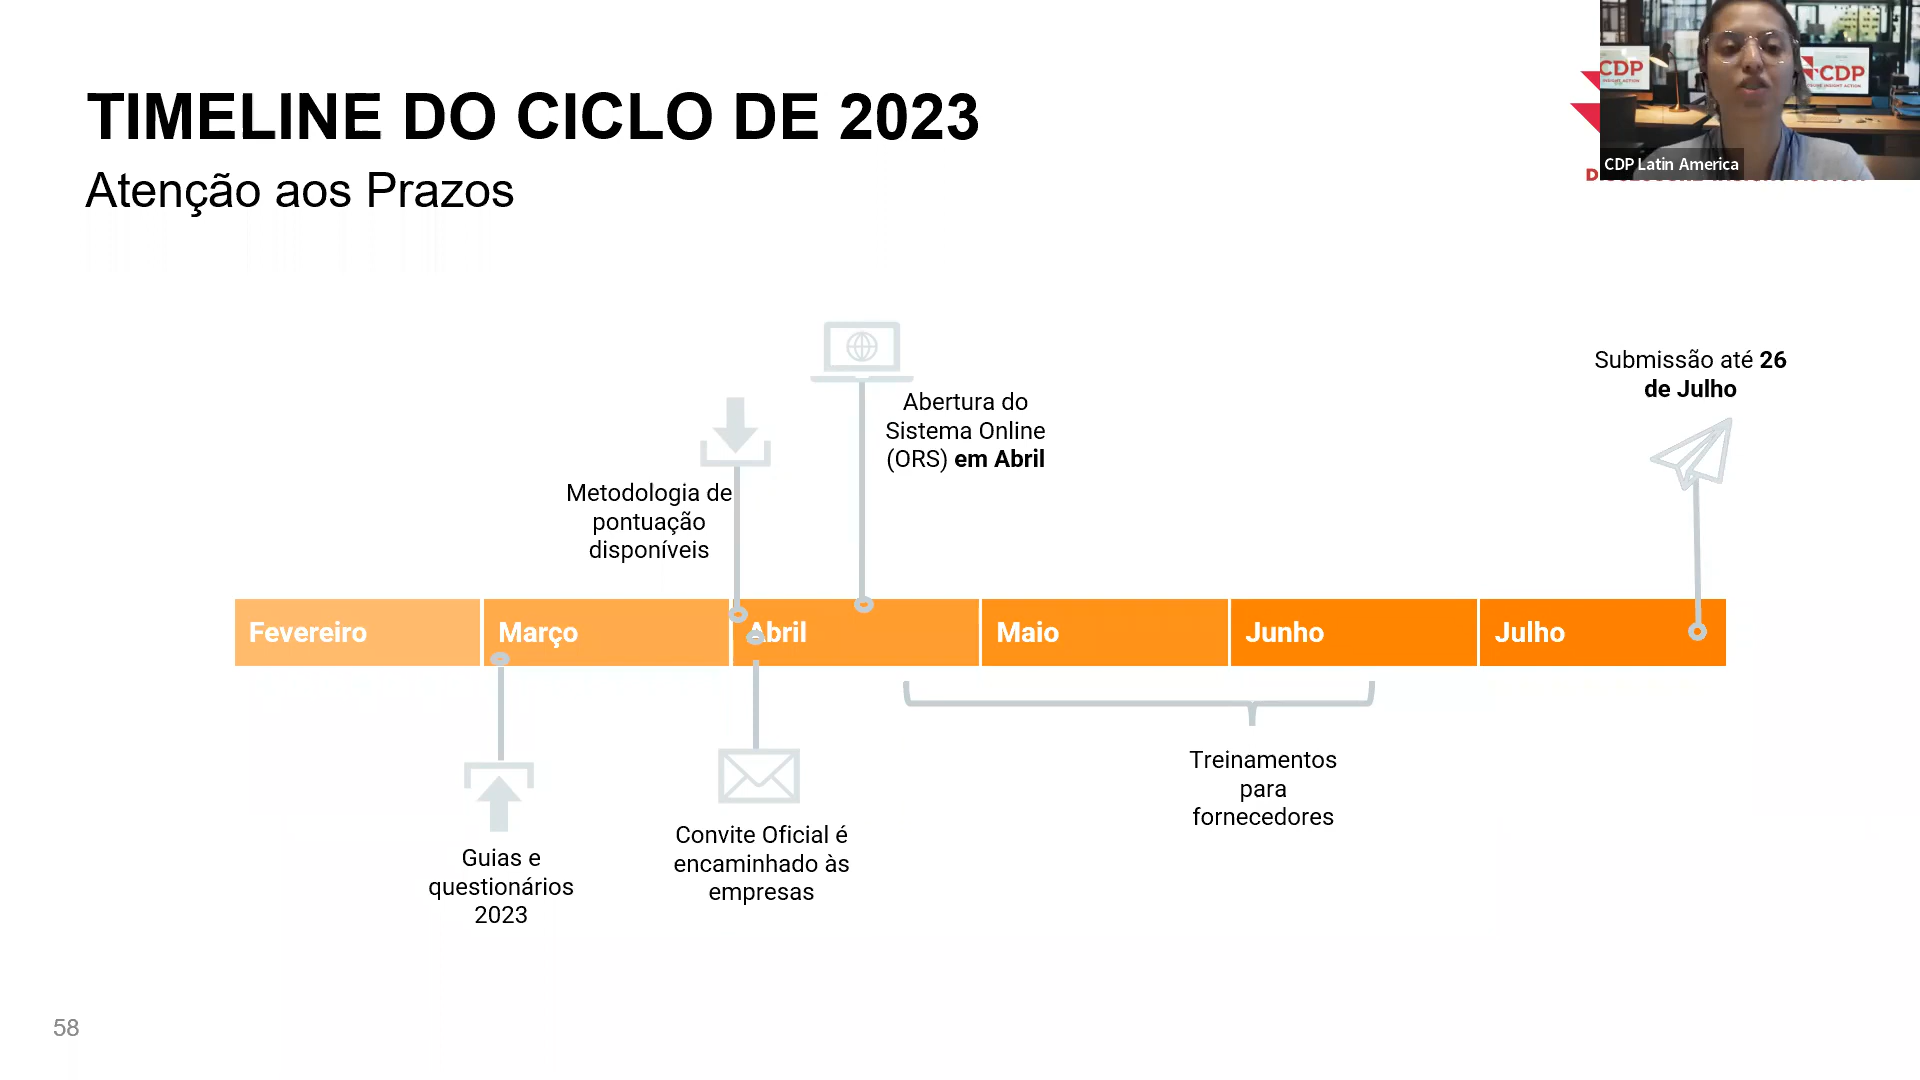 TIMELINE DO CICLO DE 2023
Atenção aos Prazos
CDP
CDP
CDP Latin America
Submissão até 26
de Julho
Abertura do
Sistema Online
(ORS) em Abril
Metodologia de
pontuação
disponíveis
Fevereiro
Março
Abril
Maio
Junho
Julho
Treinamentos
para
fornecedores
Convite Oficial é
encaminhado às
empresas
Guias e
questionários
2023
58